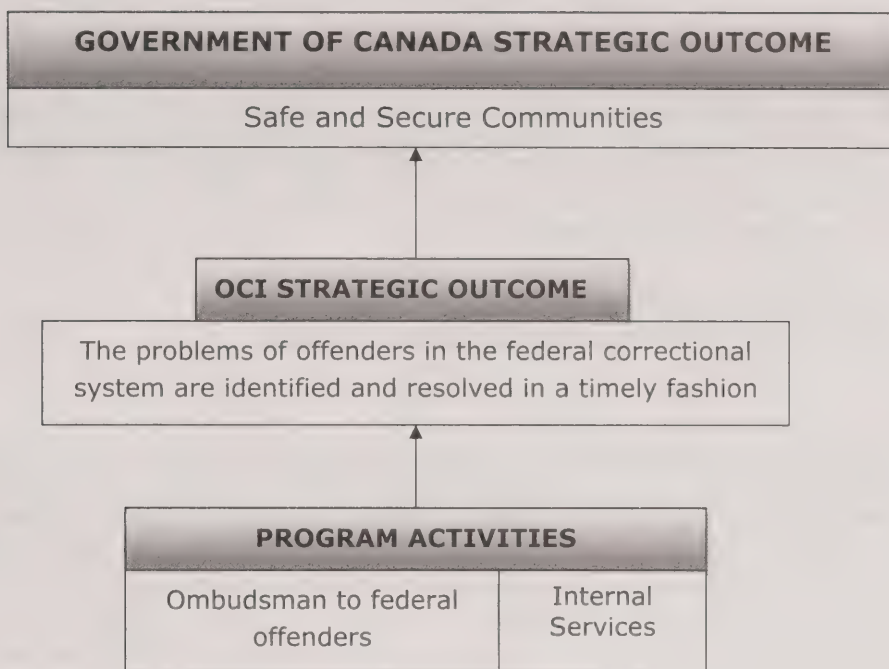 GOVERNMENT OF CANADA STRATEGIC OUTCOME
Safe and Secure Communities
OCI STRATEGIC OUTCOME
The problems of offenders in the federal correctional
system are identified and resolved in a timely fashion
PROGRAM ACTIVITIES
Ombudsman to federal
offenders
Internal
Services